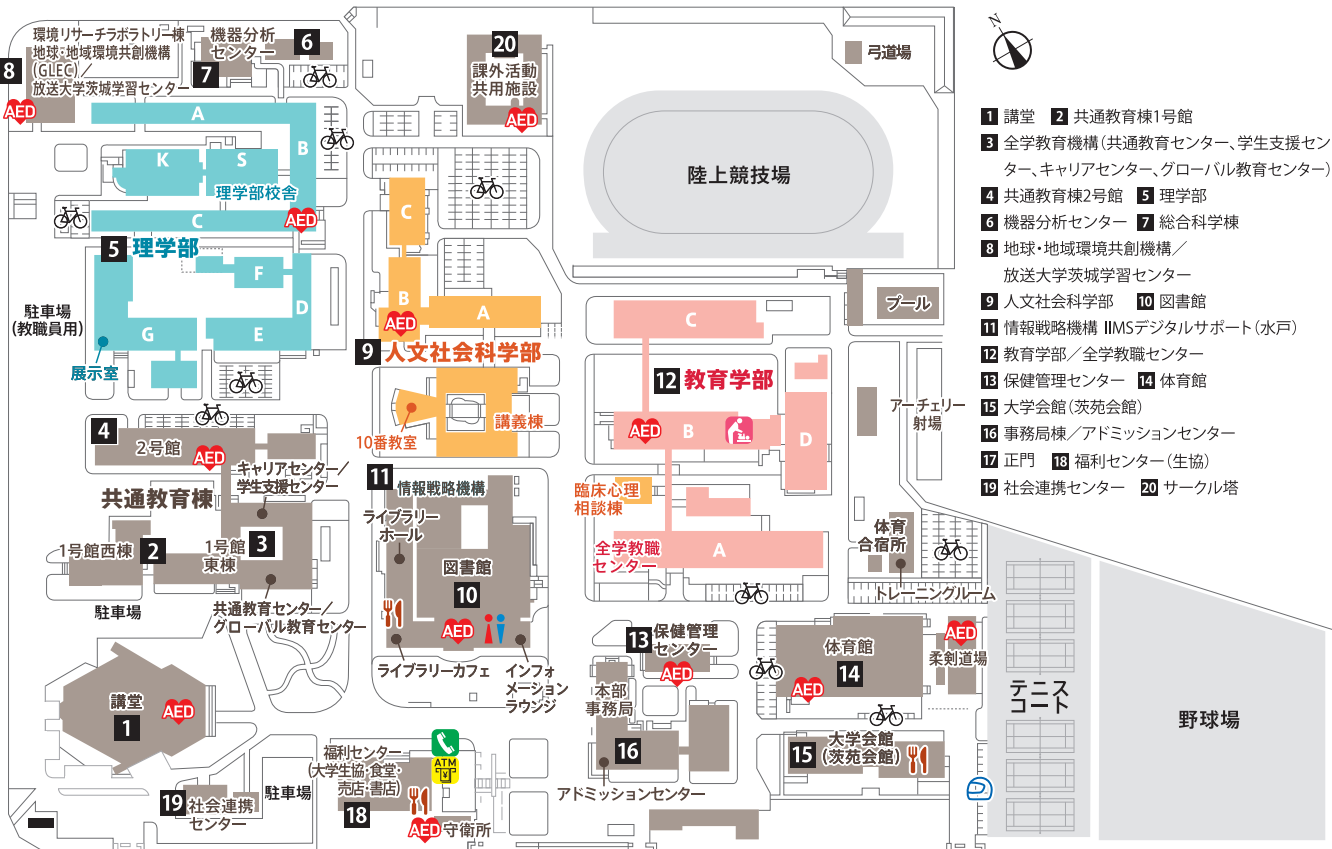 N
環境リサーチラボラトリー棟
地球・地域環境共創機構
(GLEC)／
放送大学茨城学習センター
8
AED
機器分析
センター
6
7
20
課外活動
共用施設
AED
弓道場
A
B
K
S
理学部校舎
C
AED
5 理学部
F
D
G
E
展示室
駐車場
(教職員用)
C
B
A
AED
9 人文社会科学部
講義棟
10番教室
陸上競技場
プール
C
12 教育学部
AED
B
D
アーチェリー
射場
臨床心理
相談棟
全学教職
センター
A
4
2号館
AED
キャリアセンター／
学生支援センター
共通教育棟
1号館西棟
2
1号館
東棟
3
駐車場
共通教育センター／
グローバル教育センター
11
情報戦略機構
ライブラリー
ホール
図書館
10
AED
ライブラリーカフェ
インフォ
メーション
ラウンジ
体育
合宿所
トレーニングルーム
13
保健管理
センター
AED
本部
事務局
16
アドミッションセンター
体育館
14
AED
AED
柔剣道場
15
大学会館
(茨苑会館)
テニス
コート
野球場
講堂
1
AED
19
社会連携
センター
駐車場
福利センター
(大学生協・食堂・
売店・書店)
18
ATM
¥
AED
守衛所
1 講堂 2 共通教育棟1号館
3 全学教育機構(共通教育センター、学生支援セン
ター、キャリアセンター、グローバル教育センター)
4 共通教育棟2号館 5 理学部
6 機器分析センター 7 総合科学棟
8 地球・地域環境共創機構／
放送大学茨城学習センター
9 人文社会科学部 10 図書館
11 情報戦略機構 IIMSデジタルサポート(水戸)
12 教育学部／全学教職センター
13 保健管理センター 14 体育館
15 大学会館(茨苑会館)
16 事務局棟／アドミッションセンター
17 正門 18 福利センター(生協)
19 社会連携センター 20 サークル塔